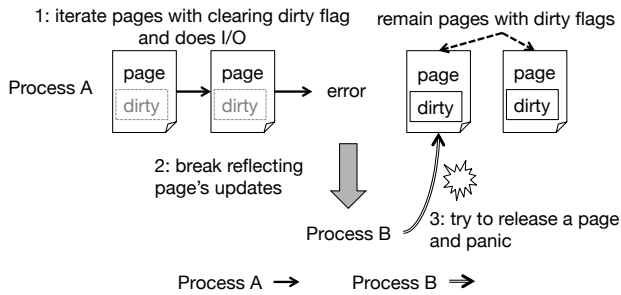 1: iterate pages with clearing dirty flag
and does I/O
remain pages with dirty flags
Process A
page
dirty
page
dirty
error
page
dirty
page
dirty
2: break reflecting
page's updates
Process B
3: try to release a page
and panic
Process A
Process B